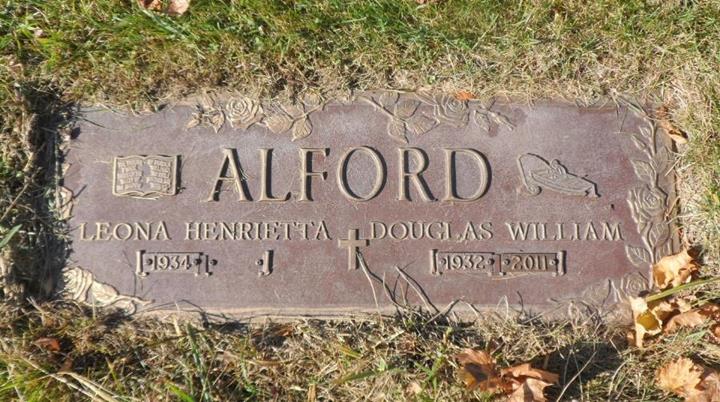 ALFORD
LEONA HENRIETTA DOUGLAS WILLIAM
1934 1932 2011